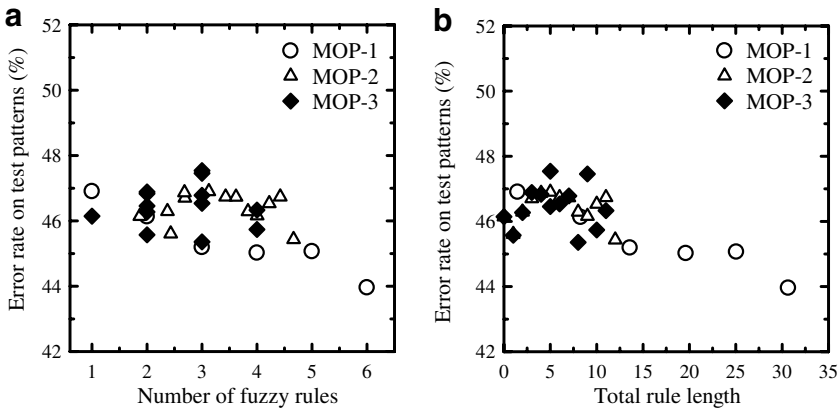 a
52
50
48
46
44
42
Error rate on test patterns (%)
MOP-1
MOP-2
MOP-3
1 2 3 4 5 6
Number of fuzzy rules
b
52
50
48
46
44
42
Error rate on test patterns (%)
MOP-1
MOP-2
MOP-3
0 5 10 15 20 25 30 35
Total rule length